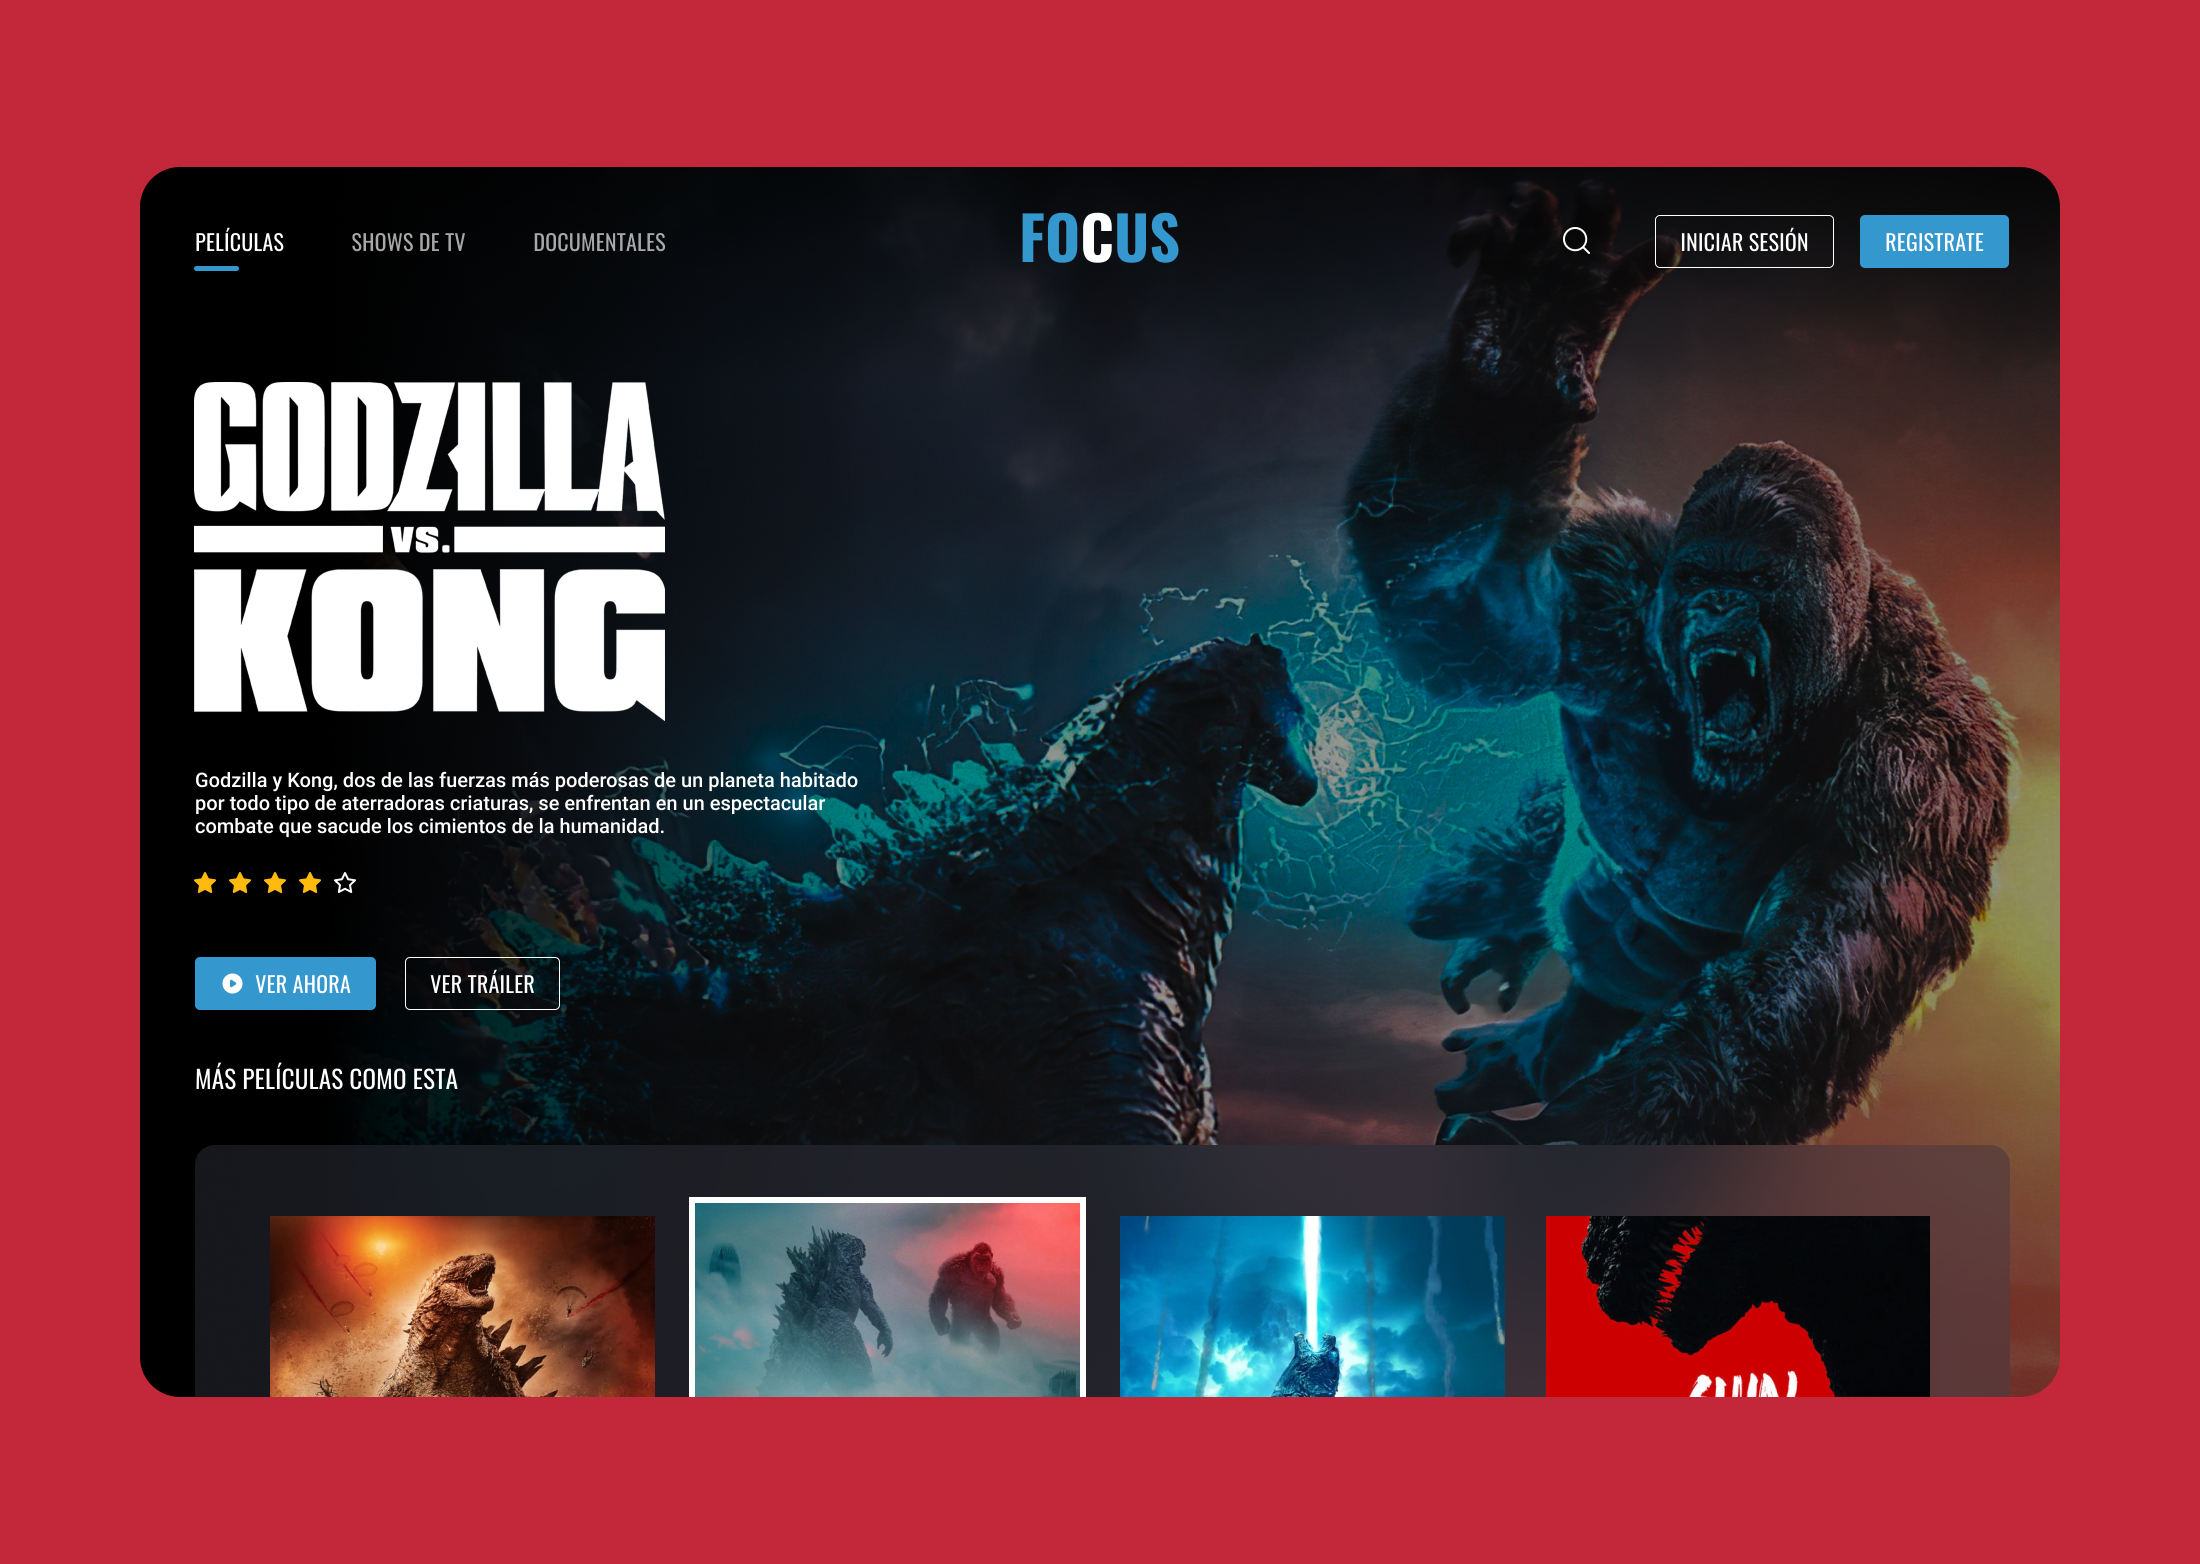 PELÍCULAS
SHOWS DE TV
DOCUMENTALES
FOCUS
INICIAR SESIÓN
REGISTRATE
GODZILLA
VS.
KONG
Godzilla y Kong, dos de las fuerzas más poderosas de un planeta habitado
por todo tipo de aterradoras criaturas, se enfrentan en un espectacular
combate que sacude los cimientos de la humanidad.
VER AHORA
VER TRÁILER
MÁS PELÍCULAS COMO ESTA